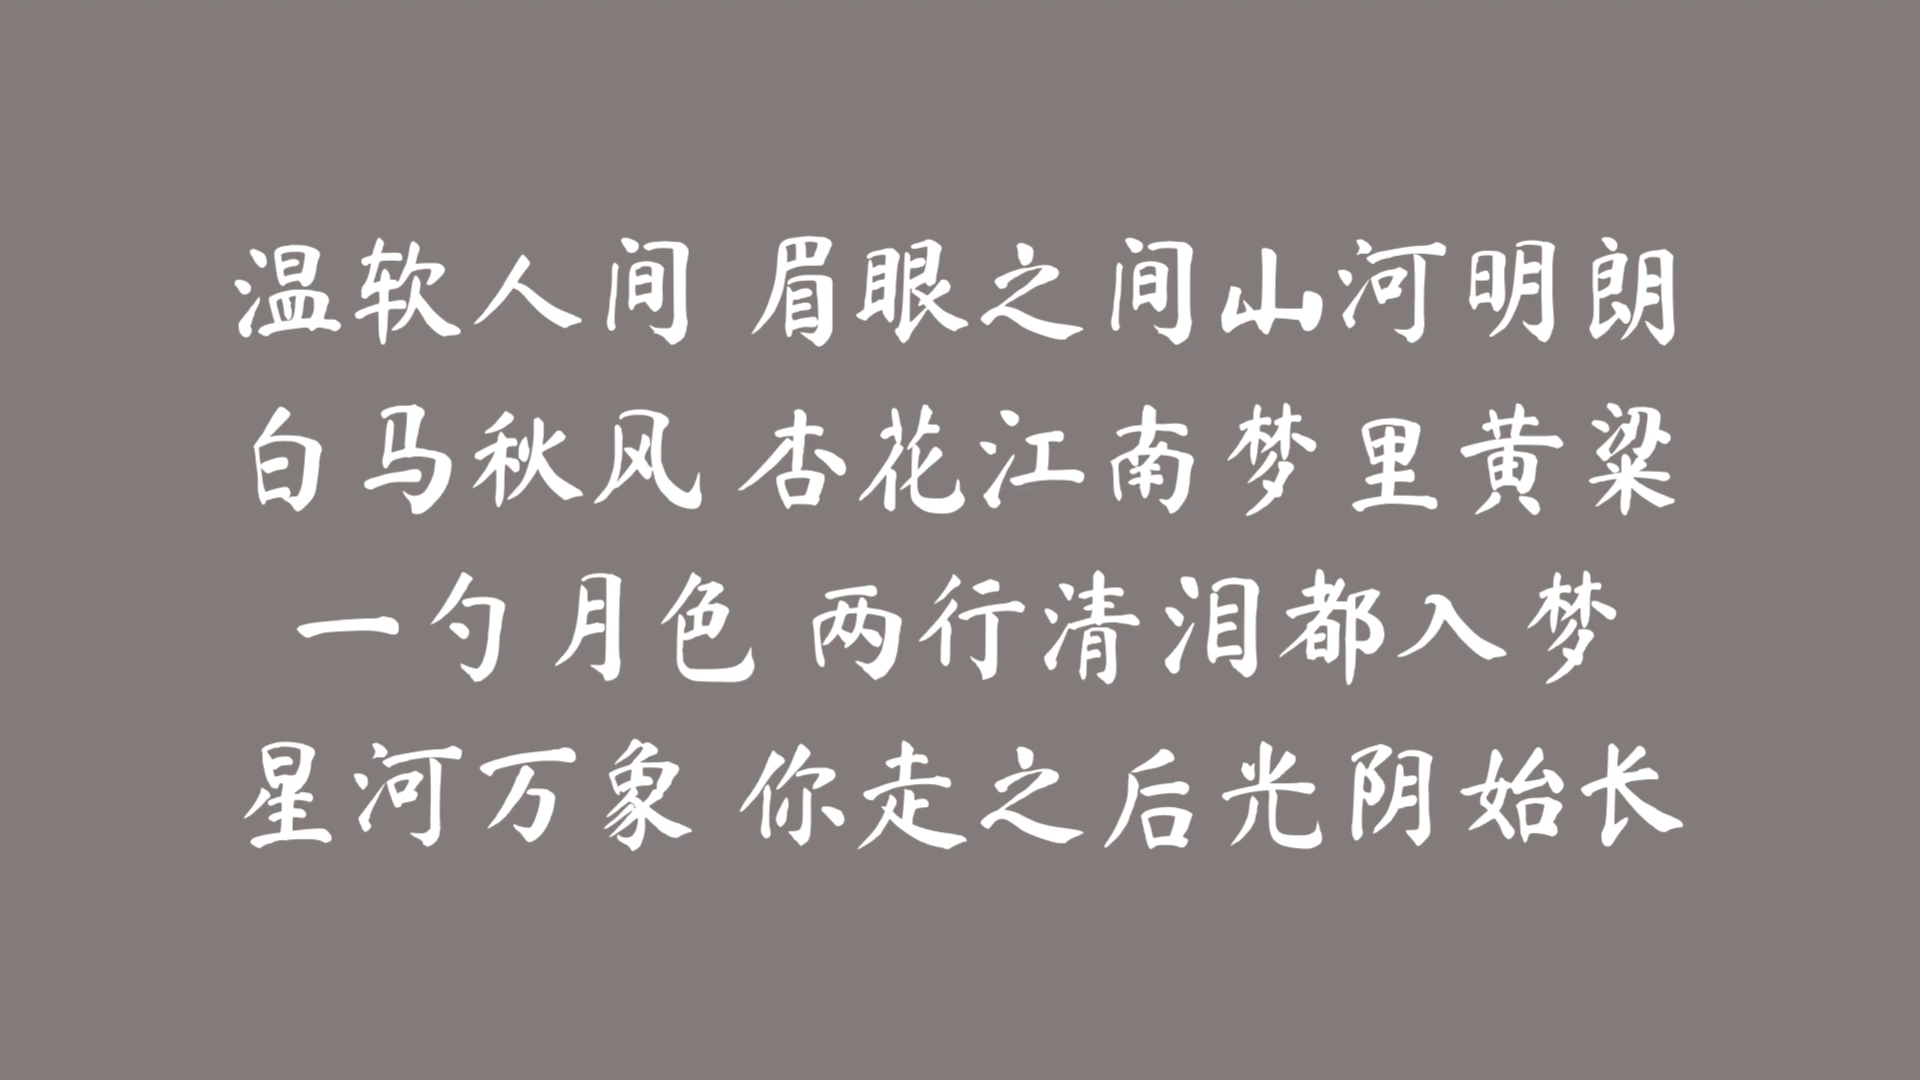 温软人间 眉眼之间山河明朗
白马秋风 杏花江南梦里黄粱
一勺月色 两行清泪都入梦
星河万象 你走之后光阴始长